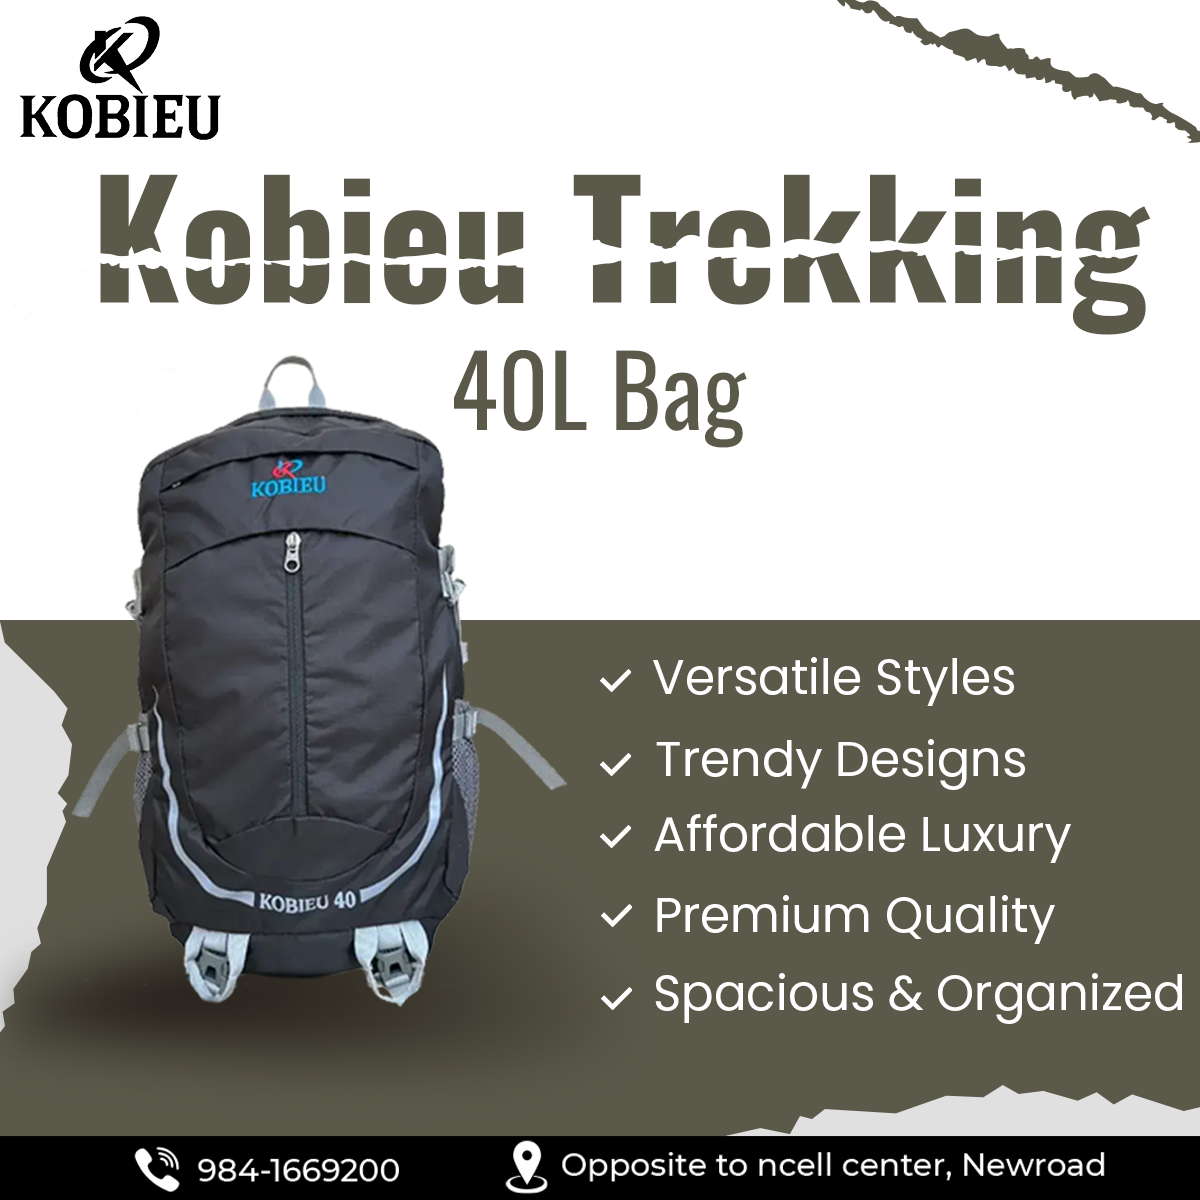 KOBIEU
Kobieu Trekking
40L Bag
KOBIEU
KOBIEU 40
Versatile Styles
Trendy Designs
Affordable Luxury
Premium Quality
Spacious & Organized
984-1669200
Opposite to ncell center, Newroad